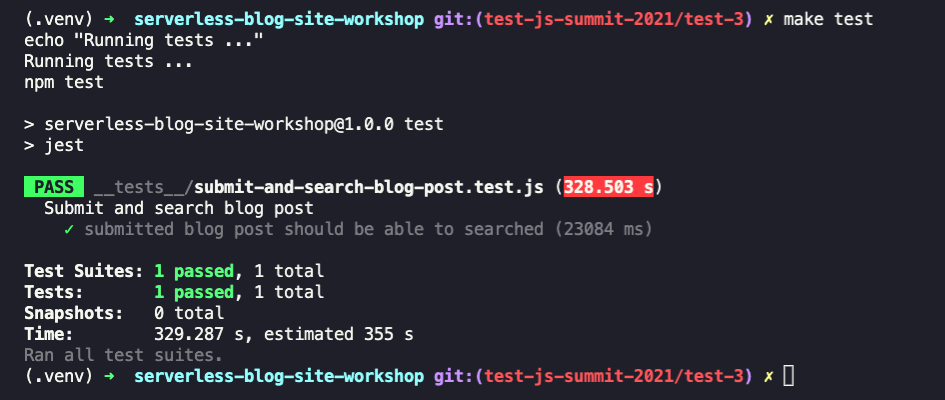 (.venv) ➜  serverless-blog-site-workshop git:(test-js-summit-2021/test-3) ✗ make test
echo "Running tests ..."
Running tests ...
npm test

> serverless-blog-site-workshop@1.0.0 test
> jest

PASS __tests__/submit-and-search-blog-post.test.js (328.503 s)
  Submit and search blog post
    ✓ submitted blog post should be able to searched (23084 ms)

Test Suites: 1 passed, 1 total
Tests:       1 passed, 1 total
Snapshots:   0 total
Time:        329.287 s, estimated 355 s
Ran all test suites.
(.venv) ➜  serverless-blog-site-workshop git:(test-js-summit-2021/test-3) ✗